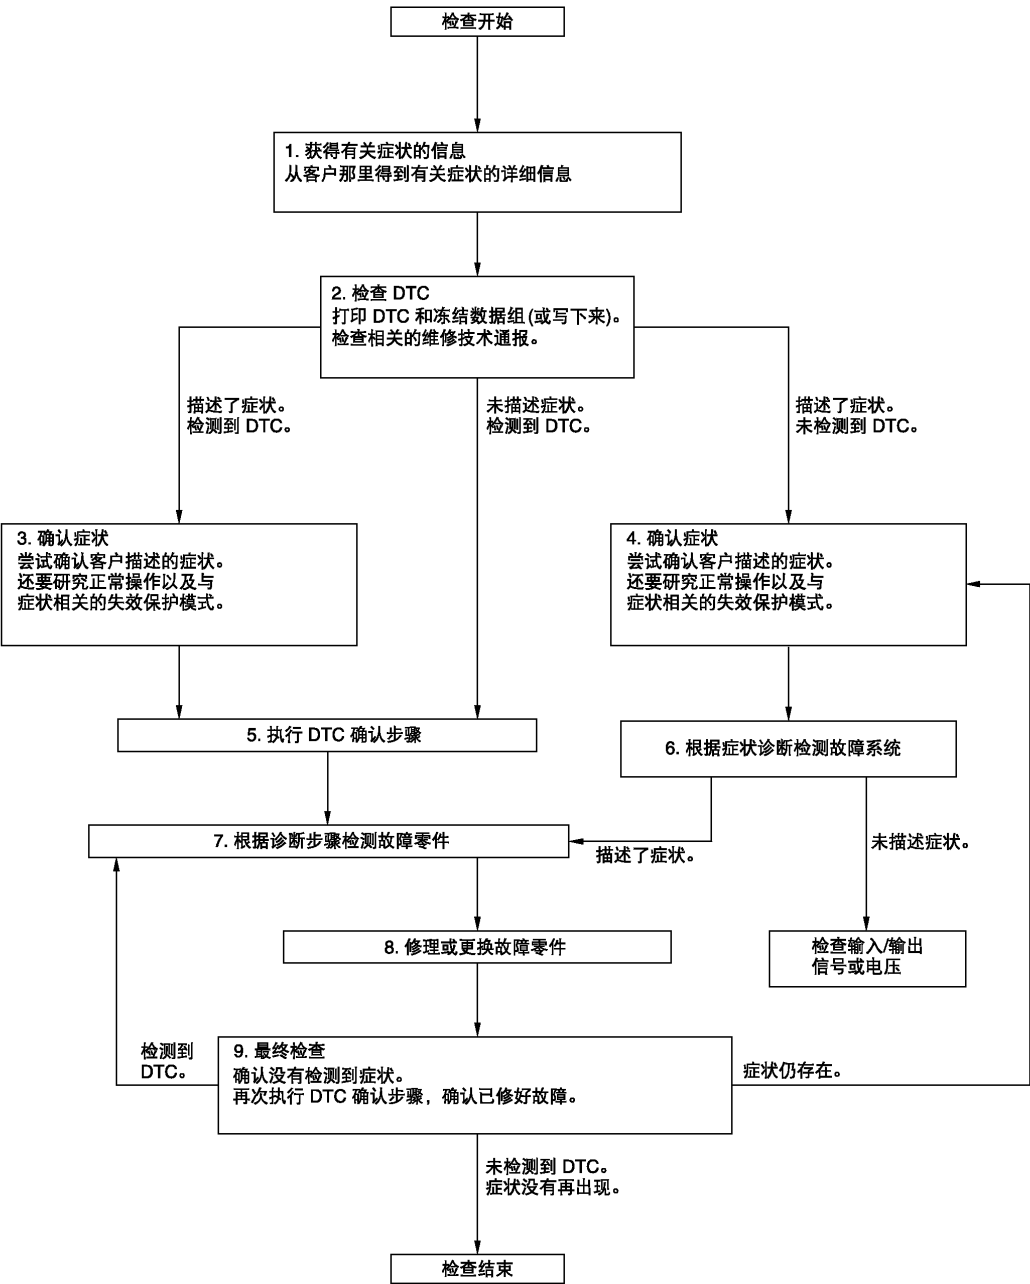 检查开始
1. 获得有关症状的信息
从客户那里得到有关症状的详细信息
2. 检查 DTC
打印 DTC 和冻结数据组(或写下来)。
检查相关的维修技术通报。
描述了症状。
检测到 DTC。
未描述症状。
检测到 DTC。
描述了症状。
未检测到 DTC。
3. 确认症状
尝试确认客户描述的症状。
还要研究正常操作以及与
症状相关的失效保护模式。
4. 确认症状
尝试确认客户描述的症状。
还要研究正常操作以及与
症状相关的失效保护模式。
5. 执行 DTC 确认步骤
6. 根据症状诊断检测故障系统
7. 根据诊断步骤检测故障零件
描述了症状。
未描述症状。
8. 修理或更换故障零件
检查输入/输出
信号或电压
检测到
DTC。
9. 最终检查
确认没有检测到症状。
再次执行 DTC 确认步骤，确认已修好故障。
症状仍存在。
未检测到 DTC。
症状没有再出现。
检查结束